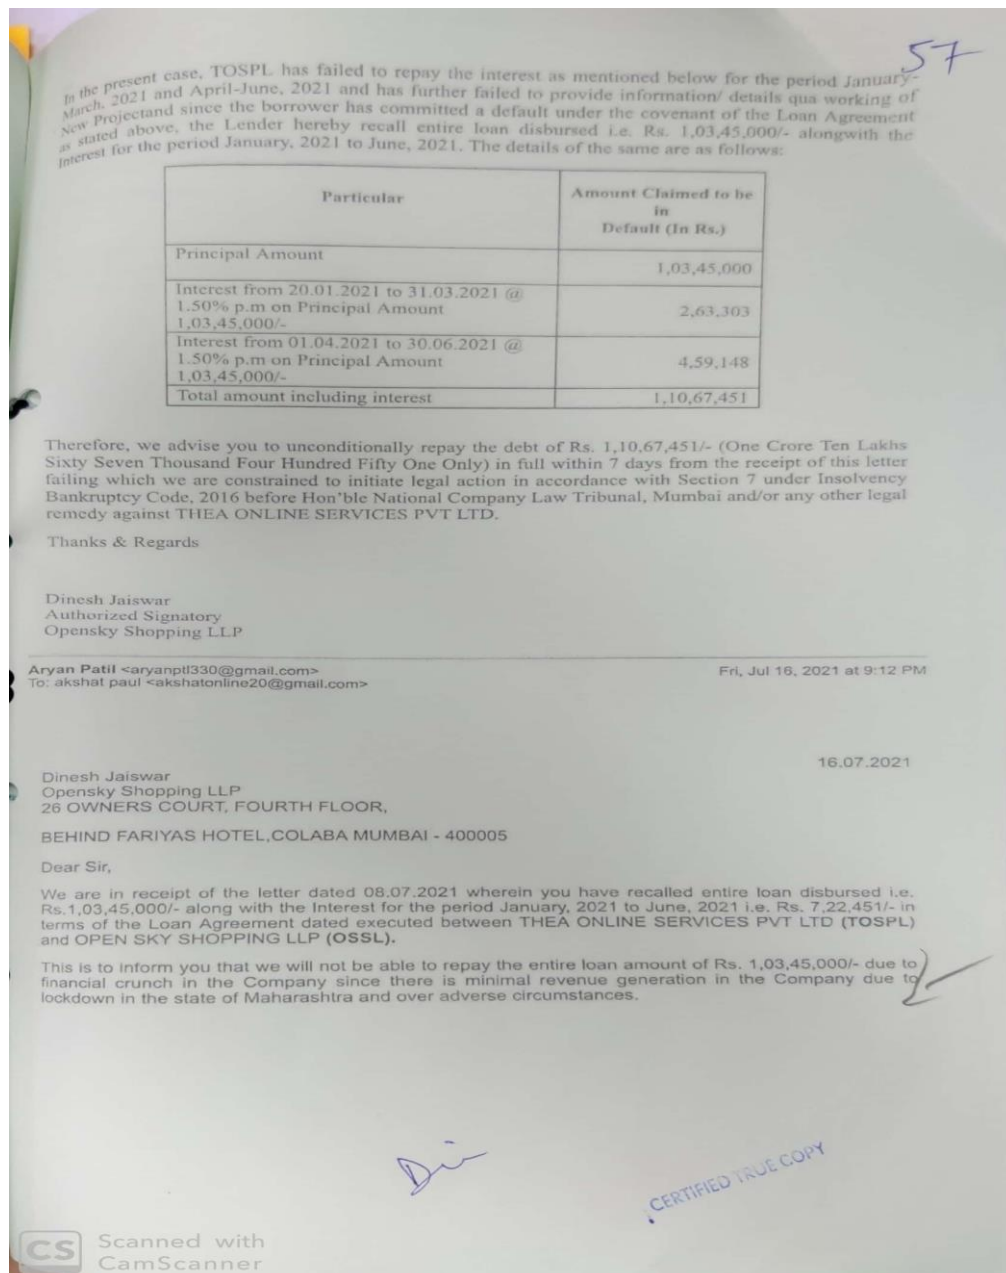 57
In the present case, TOSPL has failed to repay the interest as mentioned below for the period January-
March, 2021 and April-June, 2021 and has further failed to provide information/ details qua working of
New Projectand since the borrower has committed a default under the covenant of the Loan Agreement
as stated above, the Lender hereby recall entire loan disbursed i.e. Rs. 1,03,45,000/- alongwith the
Interest for the period January, 2021 to June, 2021. The details of the same are as follows:
Particular
Amount Claimed to be
in
Default (In Rs.)
Principal Amount
1,03,45,000
Interest from 20.01.2021 to 31.03.2021 @
1.50% p.m on Principal Amount
1,03,45,000/-
2,63,303
Interest from 01.04.2021 to 30.06.2021 @
1.50% p.m on Principal Amount
1,03,45,000/-
4,59,148
Total amount including interest
1,10,67,451
Therefore, we advise you to unconditionally repay the debt of Rs. 1,10,67,451/- (One Crore Ten Lakhs
Sixty Seven Thousand Four Hundred Fifty One Only) in full within 7 days from the receipt of this letter
failing which we are constrained to initiate legal action in accordance with Section 7 under Insolvency
Bankruptcy Code, 2016 before Hon'ble National Company Law Tribunal, Mumbai and/or any other legal
remedy against THEA ONLINE SERVICES PVT LTD.
Thanks & Regards
Dinesh Jaiswar
Authorized Signatory
Opensky Shopping LLP
Aryan Patil <aryanptl330@gmail.com>
Fri, Jul 16, 2021 at 9:12 PM
To: akshat paul <akshatonline20@gmail.com>
16.07.2021
Dinesh Jaiswar
Opensky Shopping LLP
26 OWNERS COURT, FOURTH FLOOR,
BEHIND FARIYAS HOTEL,COLABA MUMBAI - 400005
Dear Sir,
We are in receipt of the letter dated 08.07.2021 wherein you have recalled entire loan disbursed i.e.
Rs.1,03,45,000/- along with the Interest for the period January, 2021 to June, 2021 i.e. Rs. 7,22,451/- in
terms of the Loan Agreement dated executed between THEA ONLINE SERVICES PVT LTD (TOSPL)
and OPEN SKY SHOPPING LLP (OSSL).
This is to inform you that we will not be able to repay the entire loan amount of Rs. 1,03,45,000/- due to
financial crunch in the Company since there is minimal revenue generation in the Company due to
lockdown in the state of Maharashtra and over adverse circumstances.
CERTIFIED TRUE COPY
CS
Scanned with
CamScanner